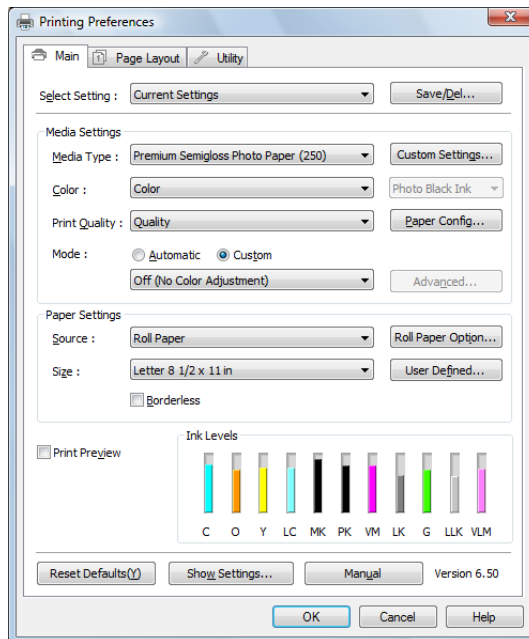 Printing Preferences
Main Page Layout Utility
Select Setting : Current Settings Save/Del...
Media Settings
Media Type : Premium Semigloss Photo Paper (250) Custom Settings...
Color : Color Photo Black Ink
Print Quality : Quality Paper Config...
Mode : Automatic Custom
Off (No Color Adjustment) Advanced...
Paper Settings
Source : Roll Paper Roll Paper Option...
Size : Letter 8 1/2 x 11 in User Defined...
Borderless
Ink Levels
Print Preview
C O Y LC MK PK VM LK G LLK VLM
Reset Defaults(Y) Show Settings... Manual Version 6.50
OK Cancel Help